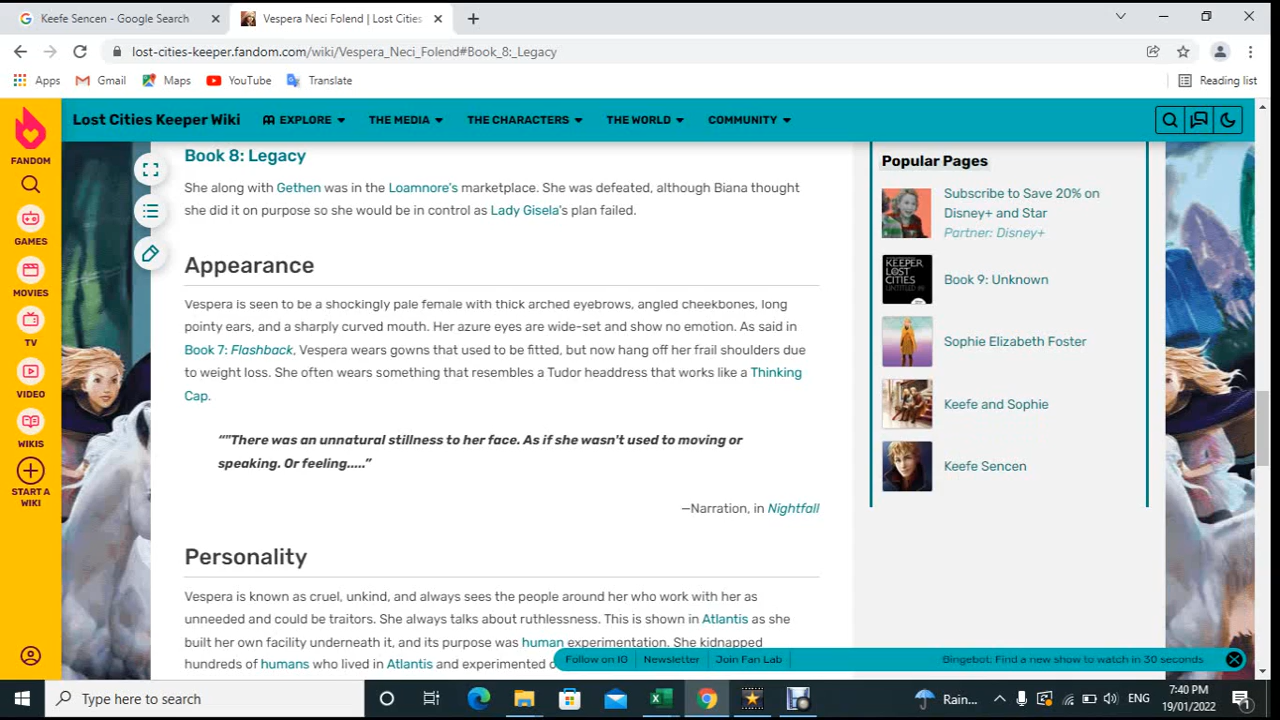 Keefe Sencen - Google Search
Vespera Neci Folend | Lost Cities
lost-cities-keeper.fandom.com/wiki/Vespera_Neci_Folend#Book_8:_Legacy
Apps Gmail Maps YouTube Translate Reading list
Lost Cities Keeper Wiki EXPLORE THE MEDIA THE CHARACTERS THE WORLD COMMUNITY
FANDOM
GAMES
MOVIES
TV
VIDEO
WIKIS
START A
WIKI
Book 8: Legacy
She along with Gethen was in the Loamnore's marketplace. She was defeated, although Biana thought
she did it on purpose so she would be in control as Lady Gisela's plan failed.
Appearance
Vespera is seen to be a shockingly pale female with thick arched eyebrows, angled cheekbones, long
pointy ears, and a sharply curved mouth. Her azure eyes are wide-set and show no emotion. As said in
Book 7: Flashback, Vespera wears gowns that used to be fitted, but now hang off her frail shoulders due
to weight loss. She often wears something that resembles a Tudor headdress that works like a Thinking
Cap.
“"There was an unnatural stillness to her face. As if she wasn't used to moving or
speaking. Or feeling.....”
—Narration, in Nightfall
Personality
Vespera is known as cruel, unkind, and always sees the people around her who work with her as
unneeded and could be traitors. She always talks about ruthlessness. This is shown in Atlantis as she
built her own facility underneath it, and its purpose was human experimentation. She kidnapped
hundreds of humans who lived in Atlantis and experimented
Popular Pages
Subscribe to Save 20% on
Disney+ and Star
Partner: Disney+
KEEPER
LOST
CITIES
Book 9: Unknown
Sophie Elizabeth Foster
Keefe and Sophie
Keefe Sencen
Follow on IG Newsletter Join Fan Lab Bingebot: Find a new show to watch in 30 seconds
Type here to search
Rain... ENG
7:40 PM
19/01/2022
1